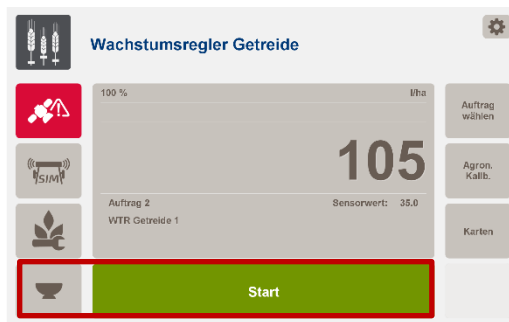 Wachstumsregler Getreide
100 %
l/ha
Auftrag
wählen
105
SIM
Agron.
Kalib.
Auftrag 2
Sensorwert: 35.0
WTR Getreide 1
Karten
Start